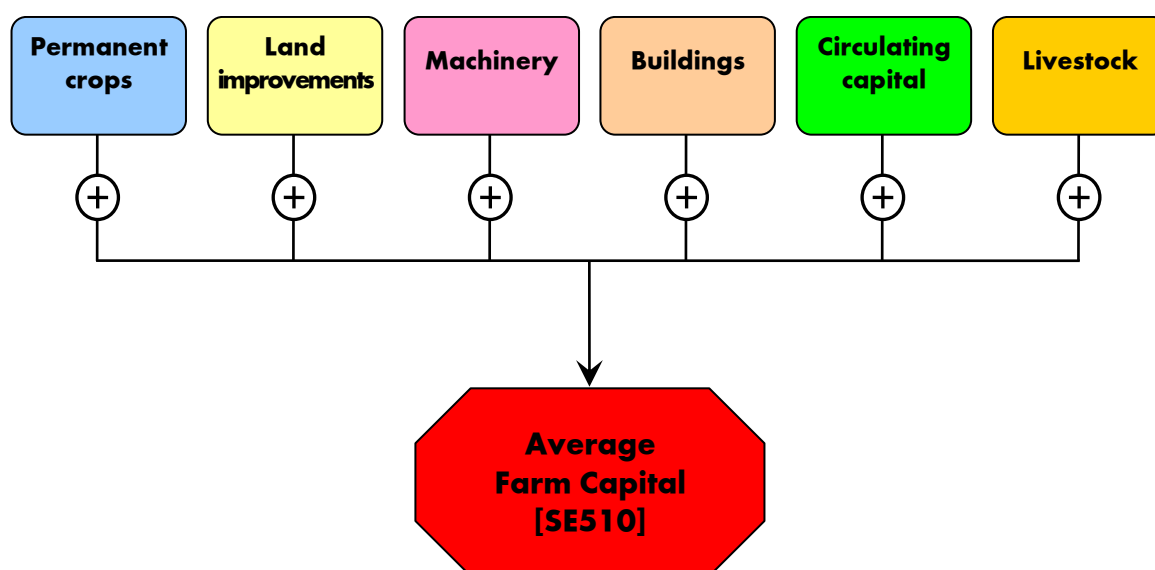 Permanent
crops
Land
improvements
Machinery
Buildings
Circulating
capital
Livestock
+
+
+
+
+
+
Average
Farm Capital
[SE510]